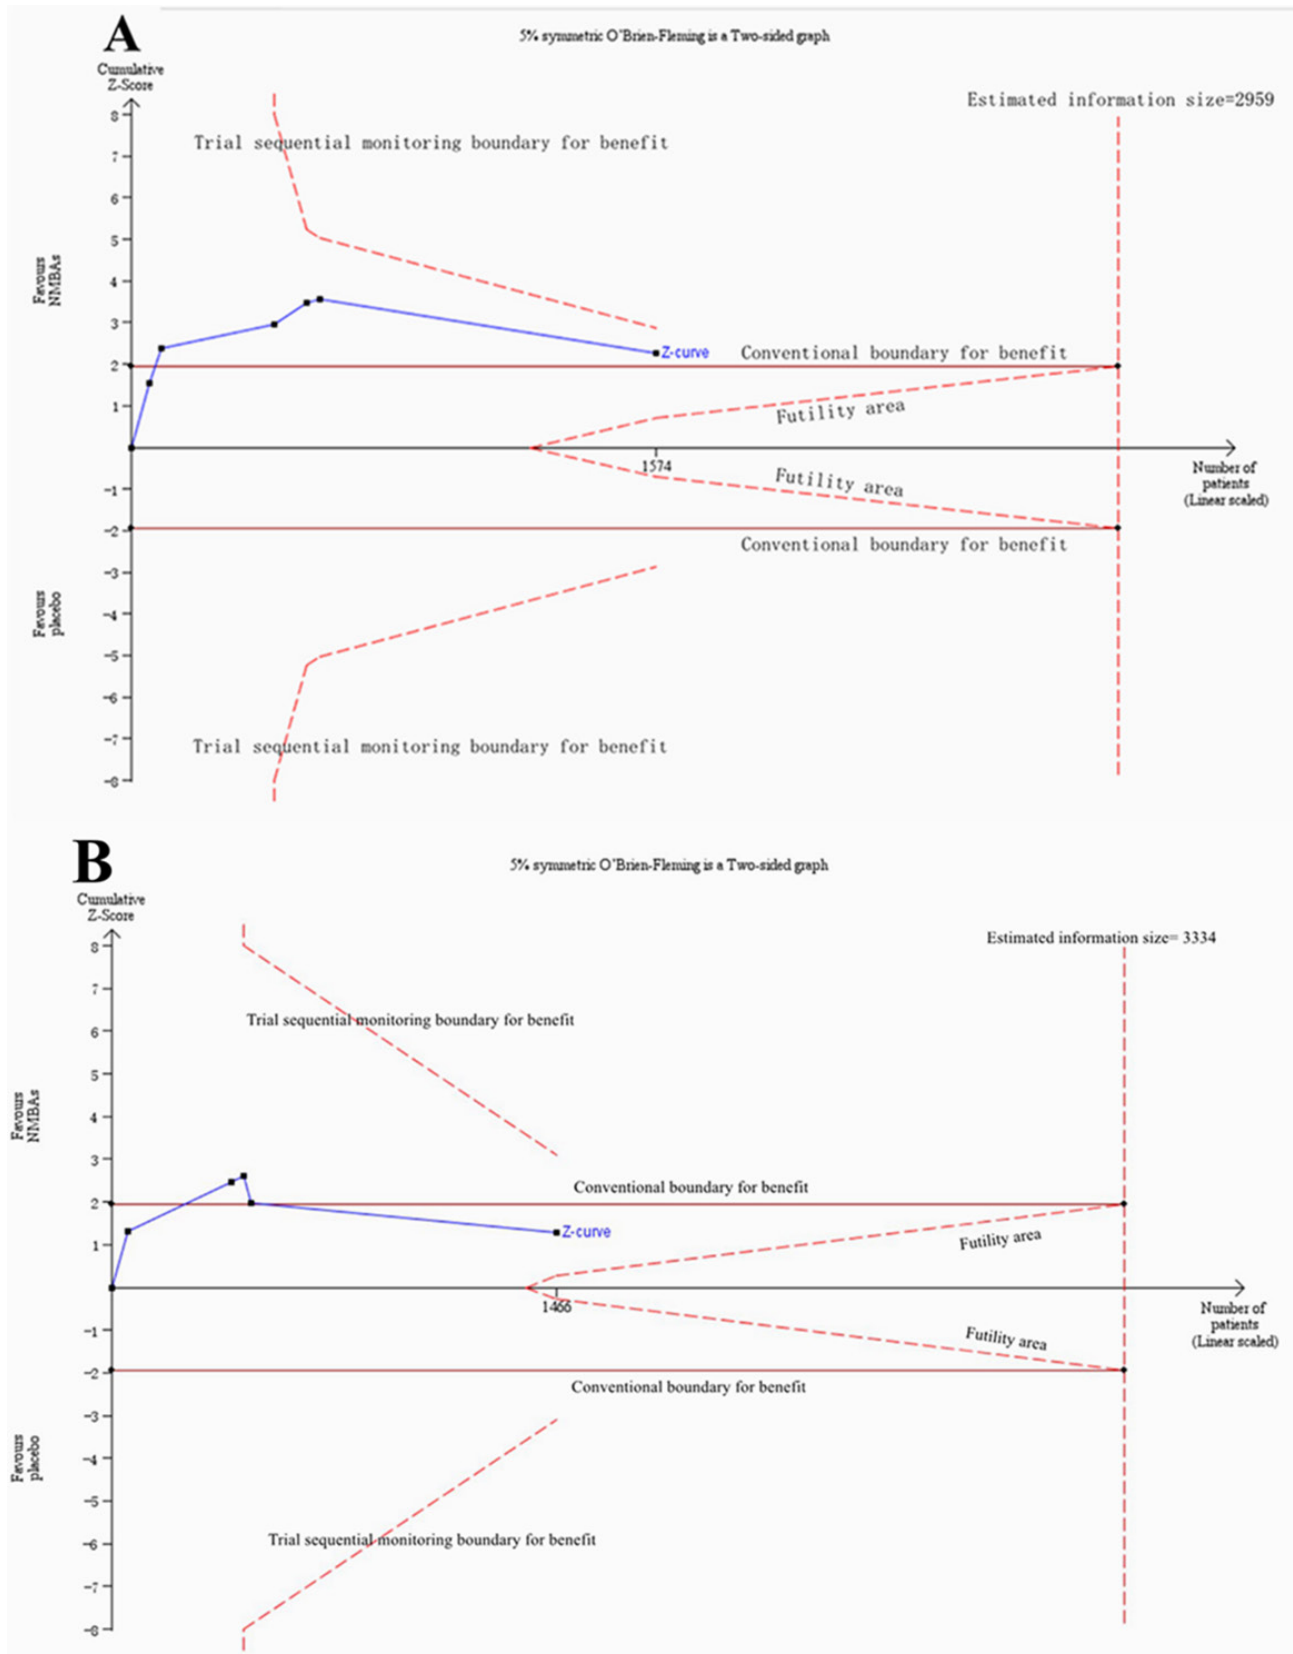 A
5% symmetric O'Brien-Fleming is a Two-sided graph
Cumulative
Z-Score
Estimated information size=2959
8
Trial sequential monitoring boundary for benefit
7
6
5
Favours
NMBAs
4
3
Z-curve
Conventional boundary for benefit
2
1
Futility area
1574
Number of
patients
(Linear scaled)
Futility area
-1
-2
Conventional boundary for benefit
-3
Favours
placebo
-4
-5
-6
-7
Trial sequential monitoring boundary for benefit
-8
B
5% symmetric O'Brien-Fleming is a Two-sided graph
Cumulative
Z-Score
Estimated information size= 3334
8
7
Trial sequential monitoring boundary for benefit
6
5
Favours
NMBAs
4
3
Conventional boundary for benefit
2
Z-curve
1
Futility area
1466
Number of
patients
(Linear scaled)
Futility area
-1
-2
Conventional boundary for benefit
-3
Favours
placebo
-4
-5
Trial sequential monitoring boundary for benefit
-6
-7
-8